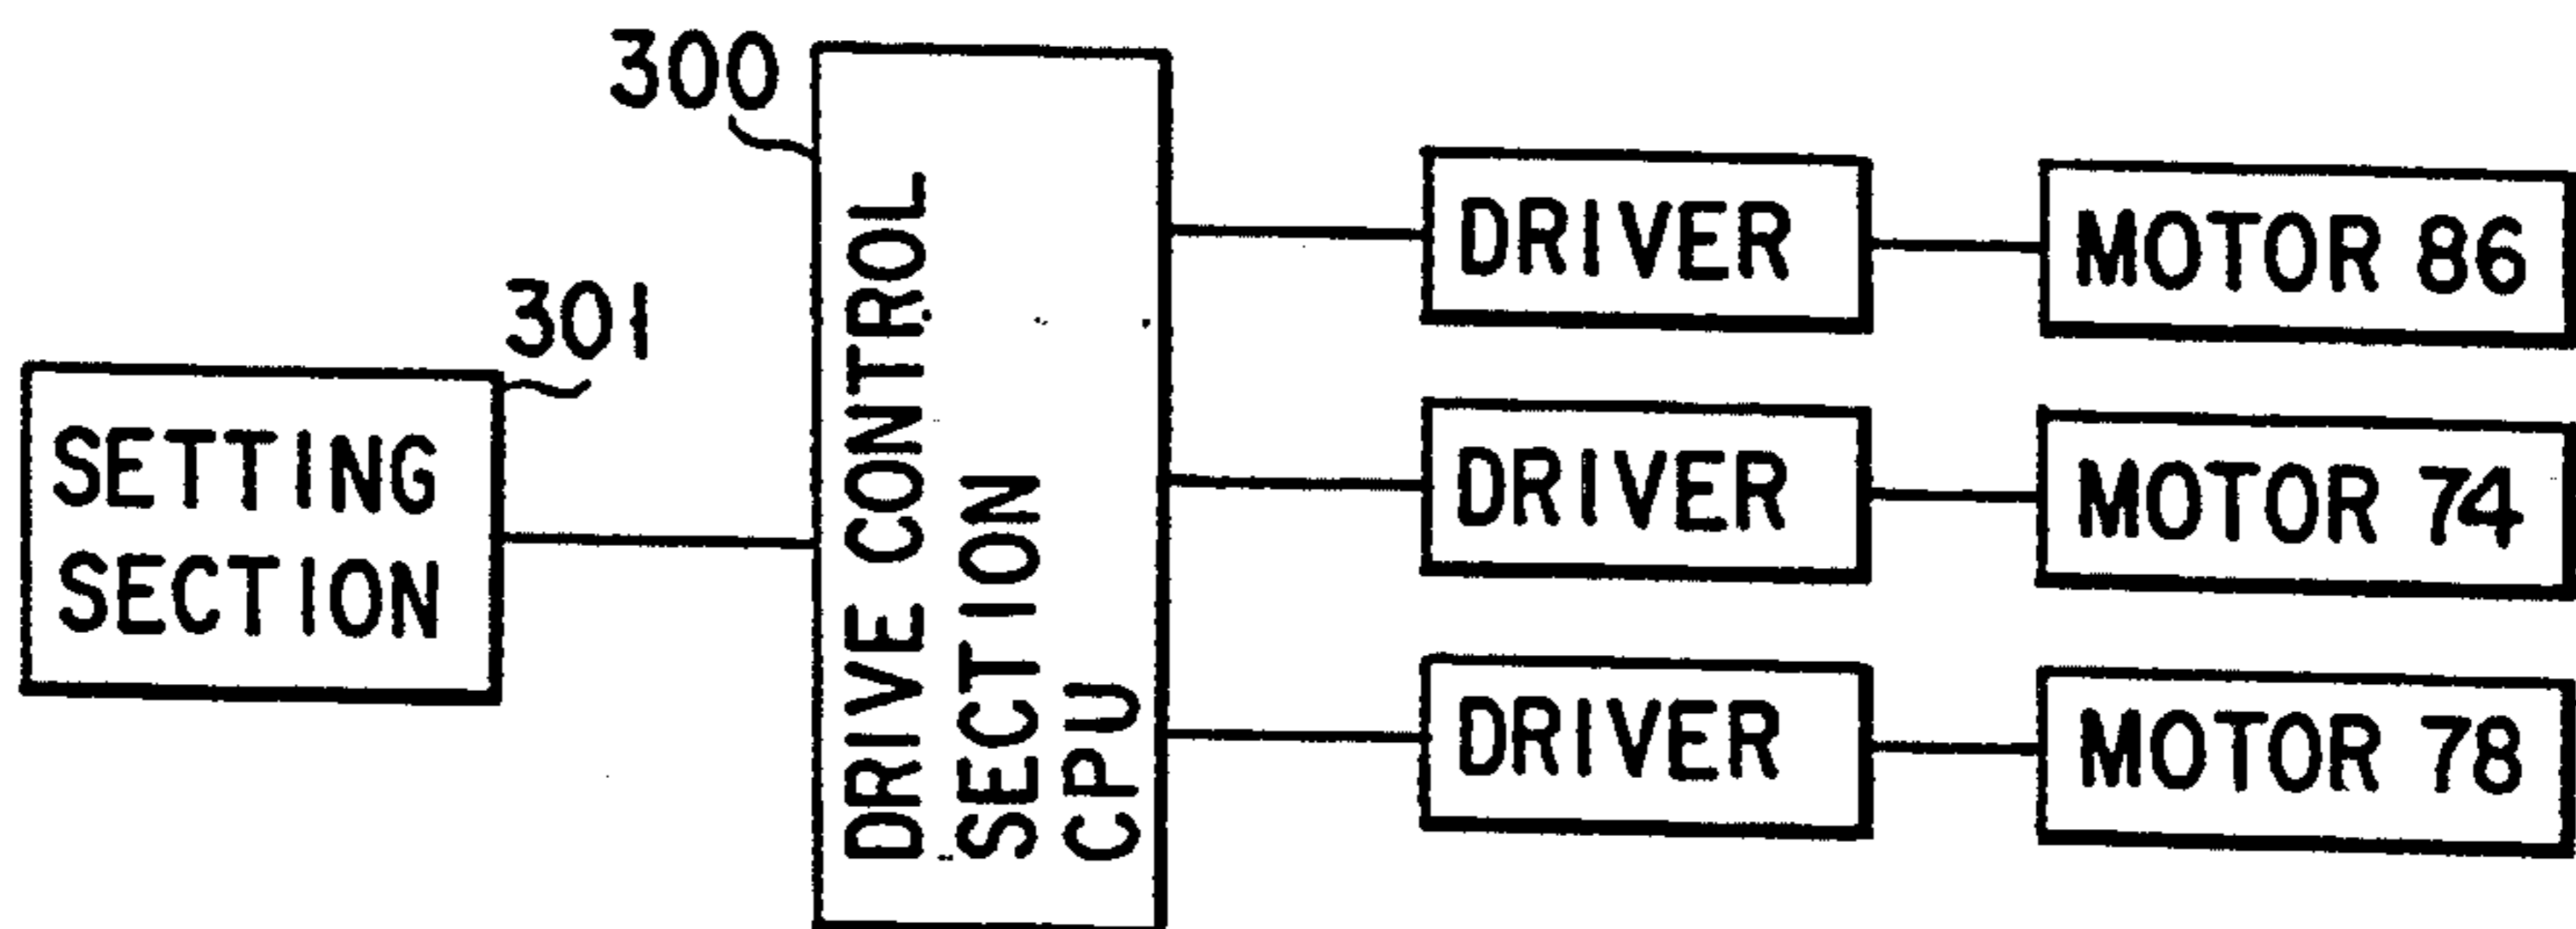 300
301
SETTING
SECTION
DRIVE CONTROL
SECTION
CPU
DRIVER
MOTOR 86
DRIVER
MOTOR 74
DRIVER
MOTOR 78